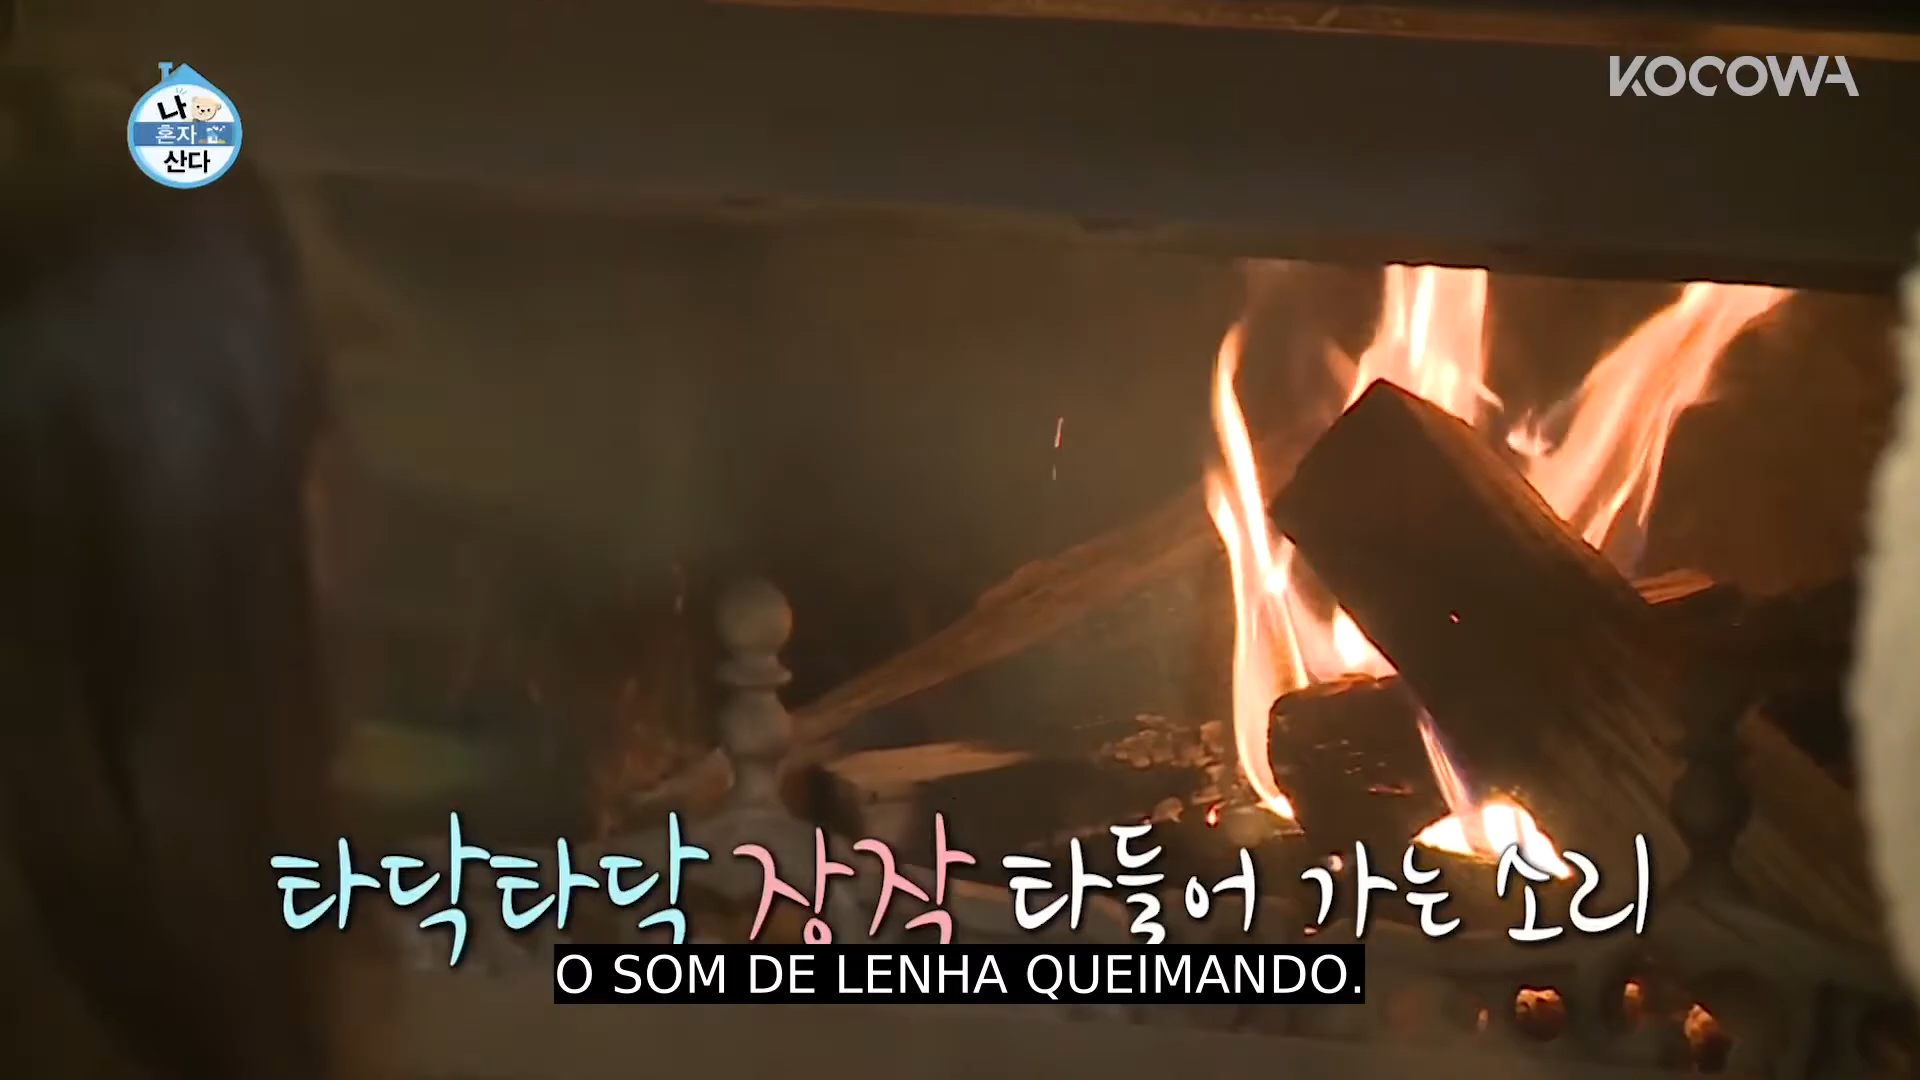 나
혼자
산다
KOCOWA
타닥타닥 장작 타들어 가는 소리
O SOM DE LENHA QUEIMANDO.